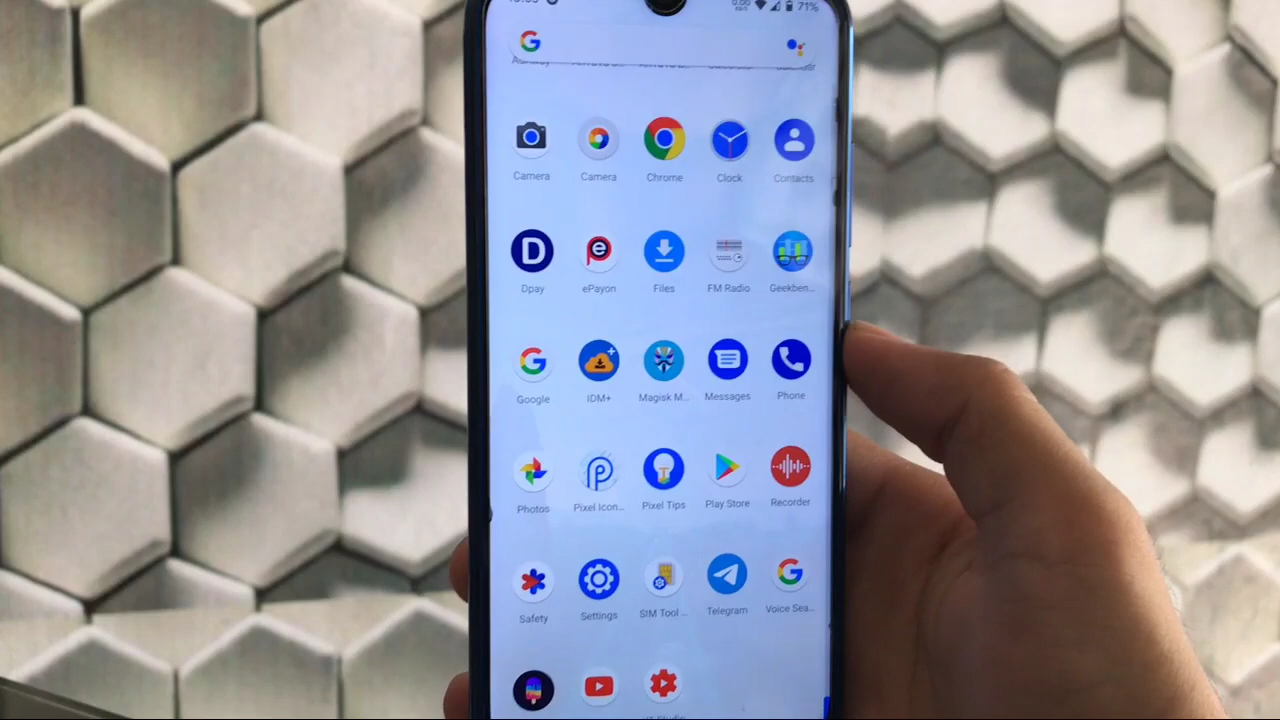 71%
Camera Camera Chrome Clock Contacts
D
Dpay ePayon Files FM Radio Geekben...
Google IDM+ Magisk M... Messages Phone
Photos Pixel Icon... Pixel Tips Play Store Recorder
Safety Settings SIM Tool ... Telegram Voice Sea...